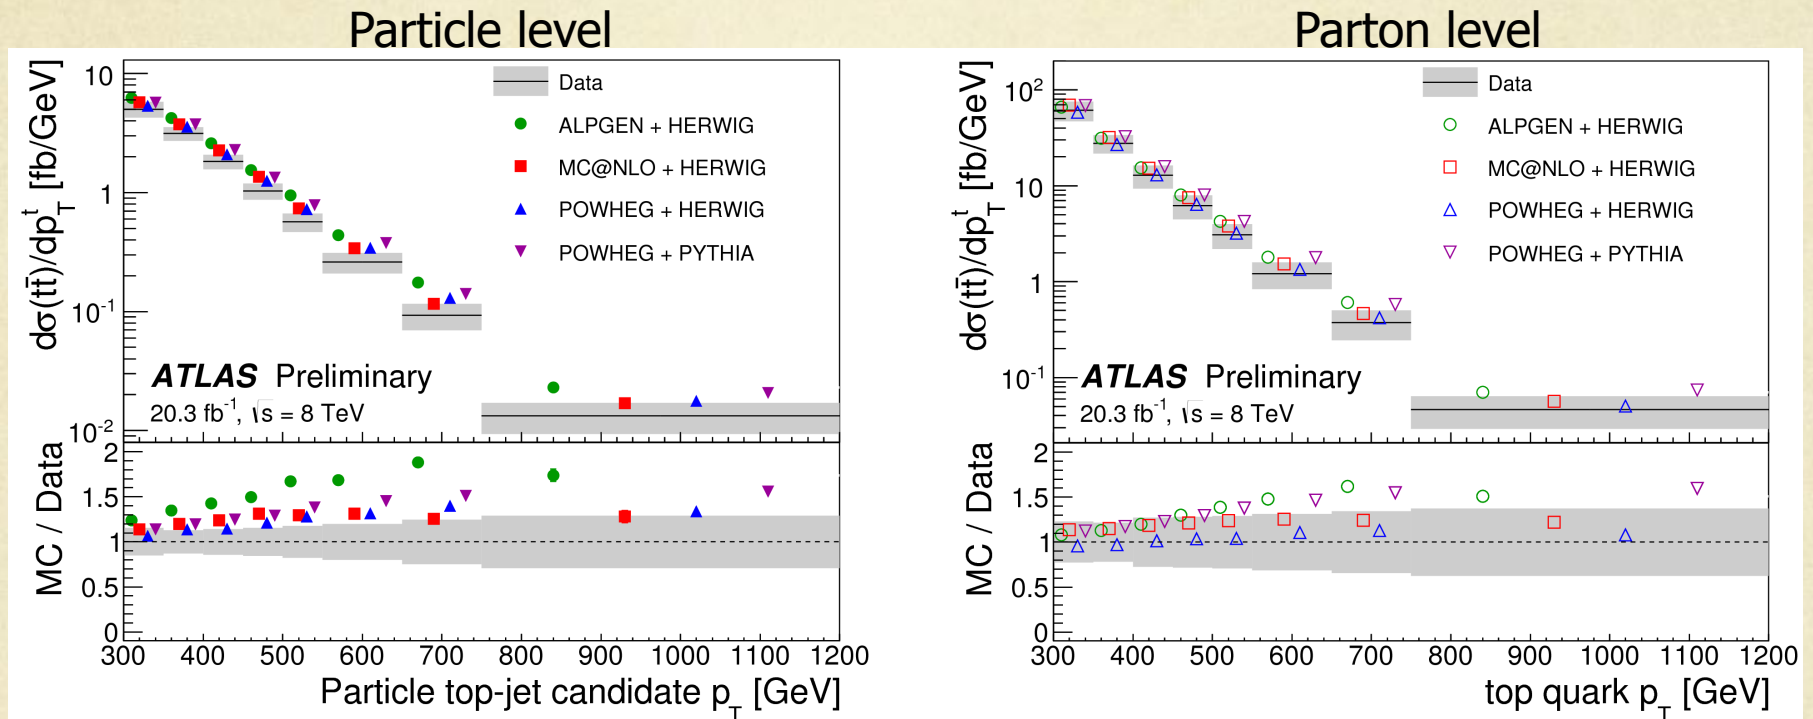 Particle level
Parton level
dσ(tt̄)/dp_T^t [fb/GeV]
10
1
10⁻¹
10⁻²
Data
ALPGEN + HERWIG
MC@NLO + HERWIG
POWHEG + HERWIG
POWHEG + PYTHIA
ATLAS Preliminary
20.3 fb⁻¹, √s = 8 TeV
MC / Data
2
1.5
1
0.5
0
300 400 500 600 700 800 900 1000 1100 1200
Particle top-jet candidate p_T [GeV]
dσ(tt̄)/dp_T^t [fb/GeV]
10²
10
1
10⁻¹
Data
ALPGEN + HERWIG
MC@NLO + HERWIG
POWHEG + HERWIG
POWHEG + PYTHIA
ATLAS Preliminary
20.3 fb⁻¹, √s = 8 TeV
MC / Data
2
1.5
1
0.5
0
300 400 500 600 700 800 900 1000 1100 1200
top quark p_T [GeV]